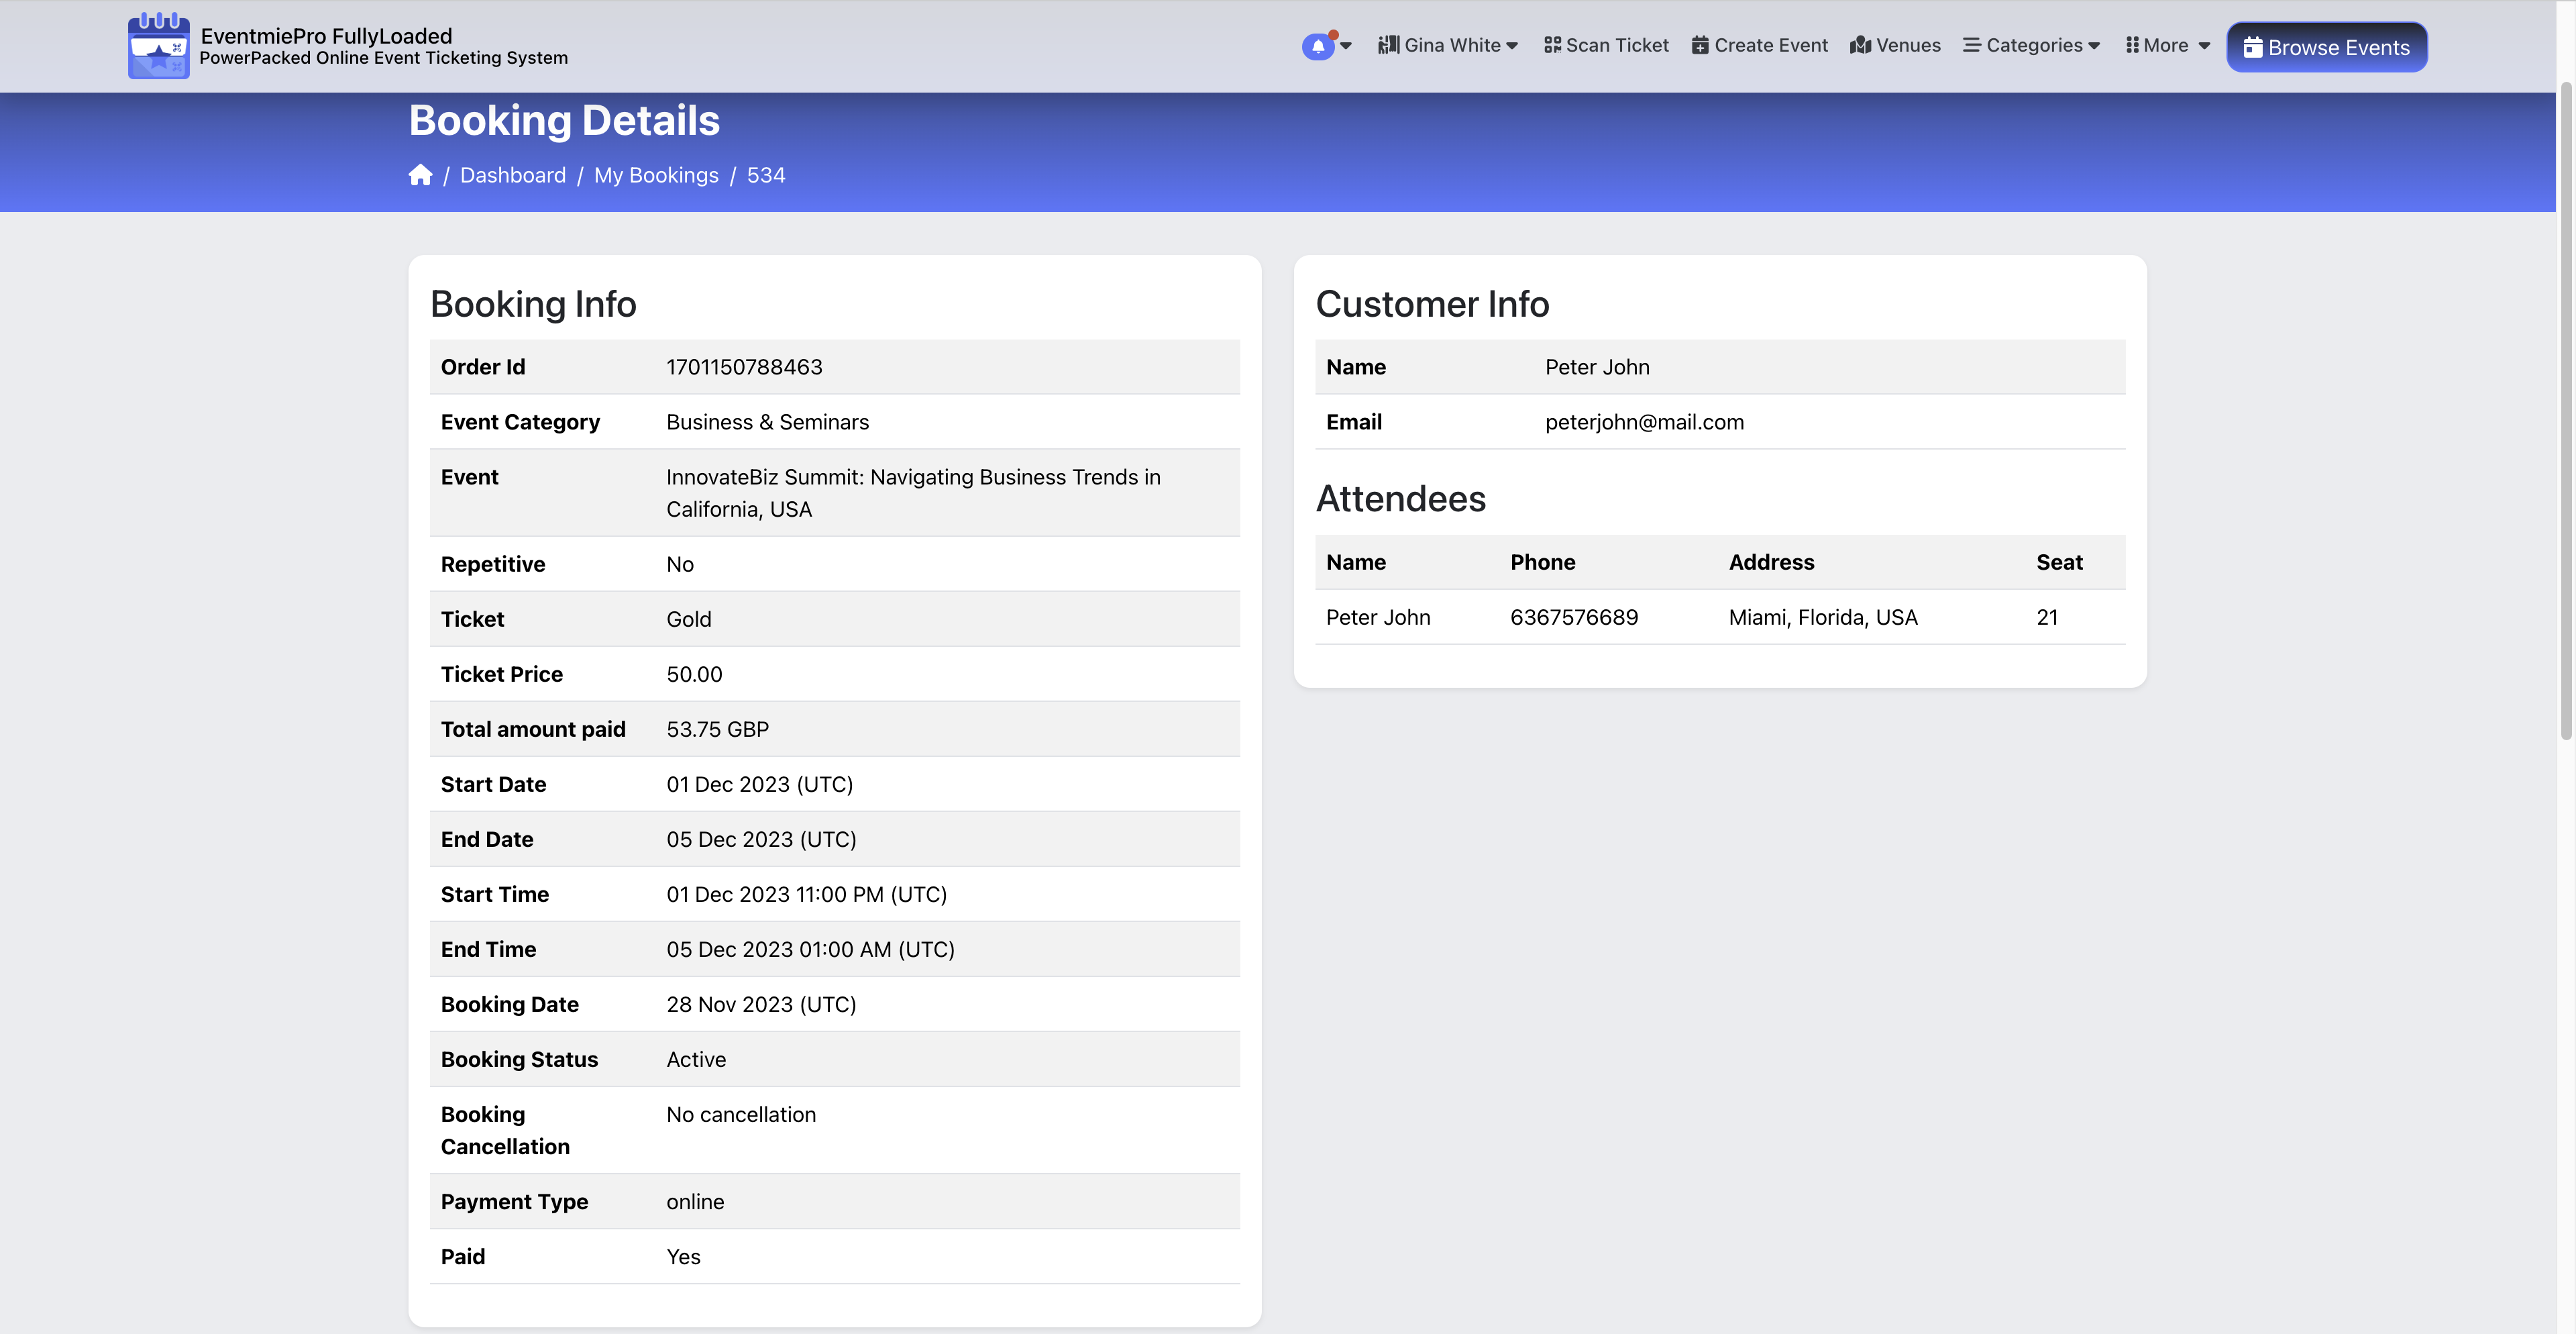 EventmiePro FullyLoaded
PowerPacked Online Event Ticketing System
Gina White
Scan Ticket
Create Event
Venues
Categories
More
Browse Events
Booking Details
/ Dashboard / My Bookings / 534
Booking Info
Order Id 1701150788463
Event Category Business & Seminars
Event InnovateBiz Summit: Navigating Business Trends in
California, USA
Repetitive No
Ticket Gold
Ticket Price 50.00
Total amount paid 53.75 GBP
Start Date 01 Dec 2023 (UTC)
End Date 05 Dec 2023 (UTC)
Start Time 01 Dec 2023 11:00 PM (UTC)
End Time 05 Dec 2023 01:00 AM (UTC)
Booking Date 28 Nov 2023 (UTC)
Booking Status Active
Booking No cancellation
Cancellation
Payment Type online
Paid Yes
Customer Info
Name Peter John
Email peterjohn@mail.com
Attendees
Name Phone Address Seat
Peter John 6367576689 Miami, Florida, USA 21